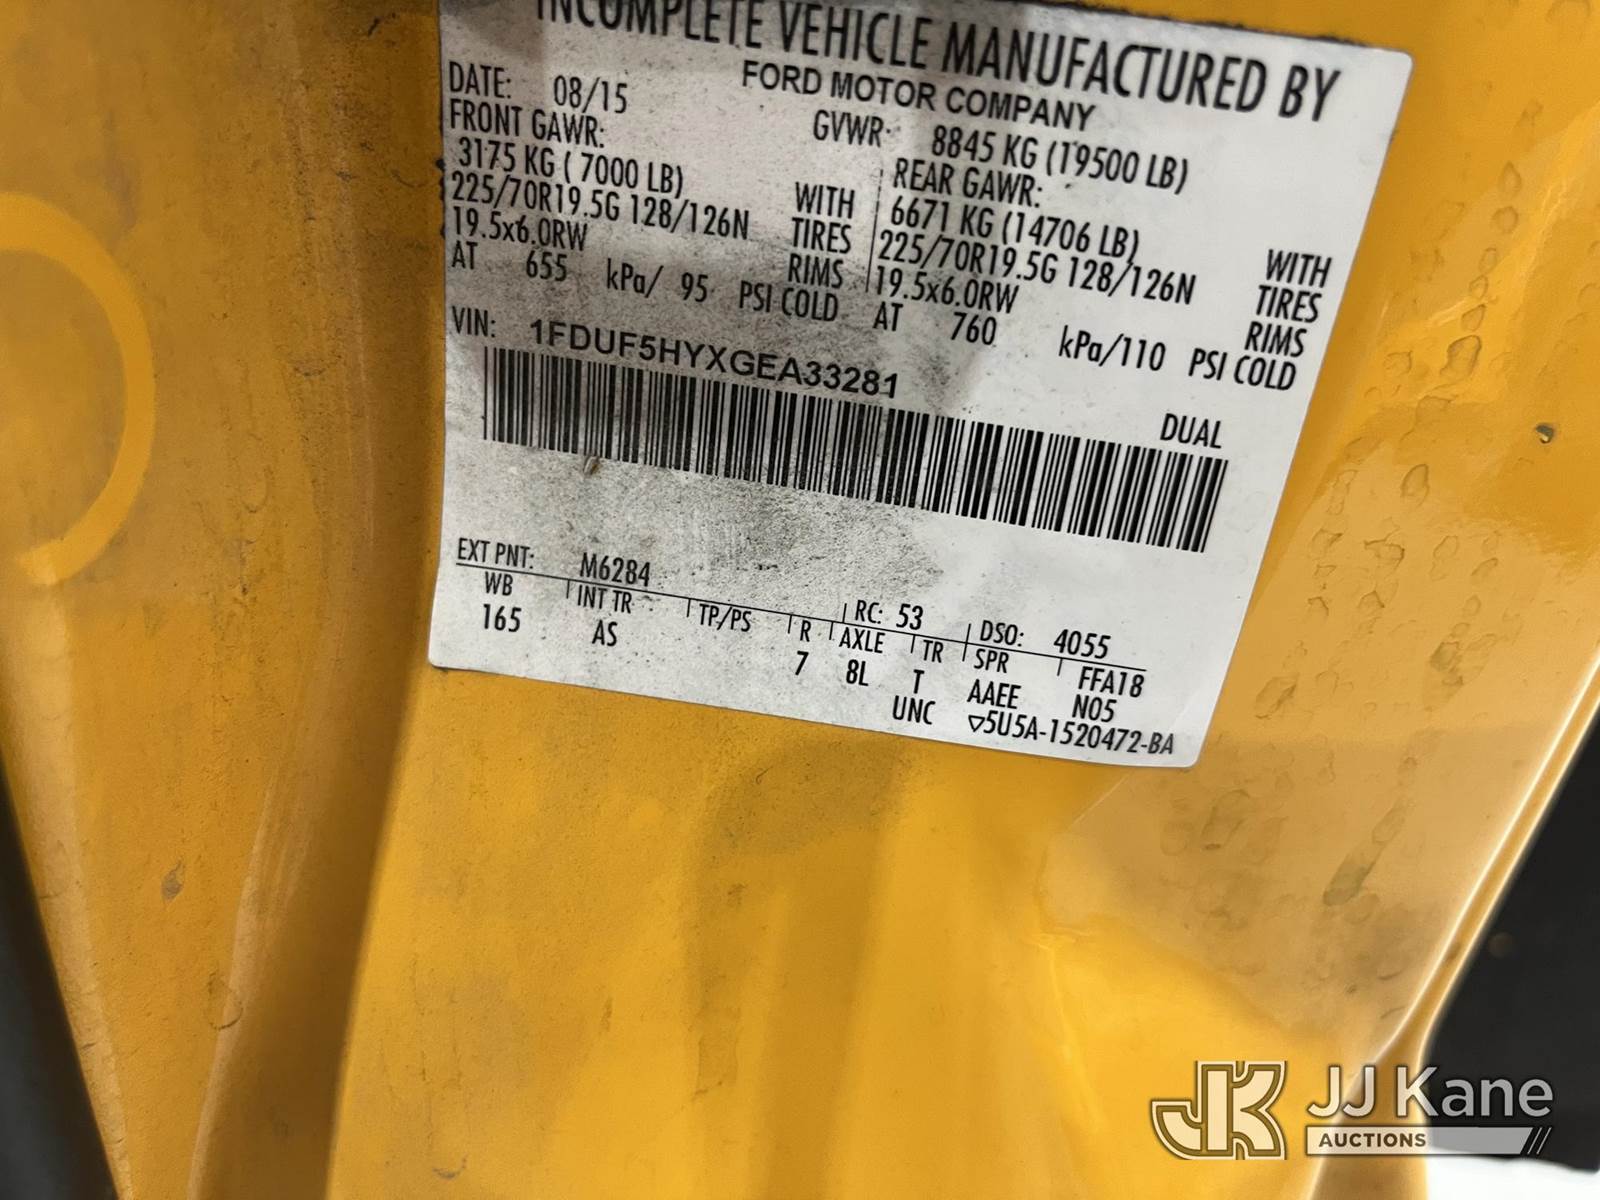 INCOMPLETE VEHICLE MANUFACTURED BY
FORD MOTOR COMPANY
DATE: 08/15 GVWR: 8845 KG (19500 LB)
FRONT GAWR: REAR GAWR:
3175 KG ( 7000 LB) WITH 6671 KG (14706 LB) WITH
225/70R19.5G 128/126N TIRES 225/70R19.5G 128/126N TIRES
19.5x6.0RW RIMS 19.5x6.0RW RIMS
AT 655 kPa/ 95 PSI COLD AT 760 kPa/110 PSI COLD
VIN: 1FDUF5HYXGEA33281
DUAL
EXT PNT: M6284 RC: 53 DSO: 4055
WB INT TR TP/PS R AXLE TR SPR FFA18
165 AS 7 8L T AAEE N05
UNC ▽5U5A-1520472-BA
JK JJ Kane
AUCTIONS